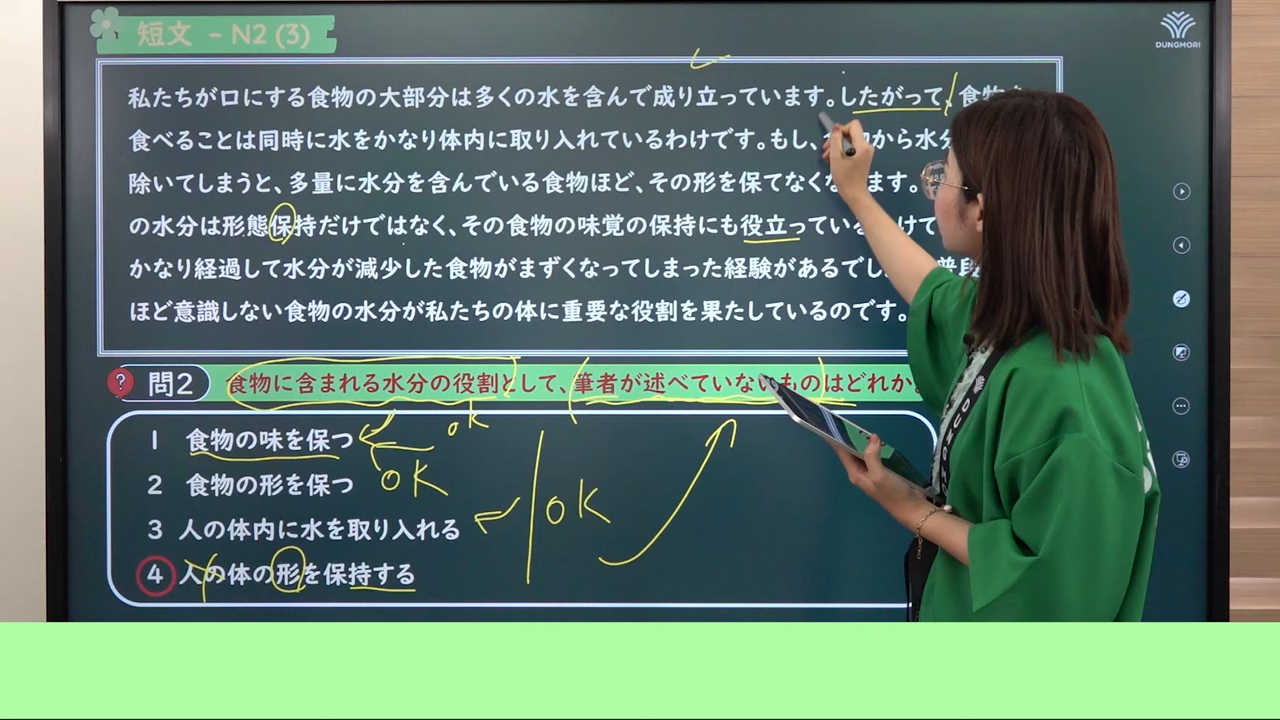 短文 - N2 (3)
DUNGMORI
私たちが口にする食物の大部分は多くの水を含んで成り立っています。したがって、食物
食べることは同時に水をかなり体内に取り入れているわけです。もし、から水分
除いてしまうと、多量に水分を含んでいる食物ほど、その形を保てなくなります。
の水分は形態保持だけではなく、その食物の味覚の保持にも役立っているわけで
かなり経過して水分が減少した食物がまずくなってしまった経験があるでし 普段
ほど意識しない食物の水分が私たちの体に重要な役割を果たしているのです。
? 問2 食物に含まれる水分の役割として、筆者が述べていないものはどれか。
1 食物の味を保つ ok
2 食物の形を保つ OK
3 人の体内に水を取り入れる OK
4 人の体の形を保持する